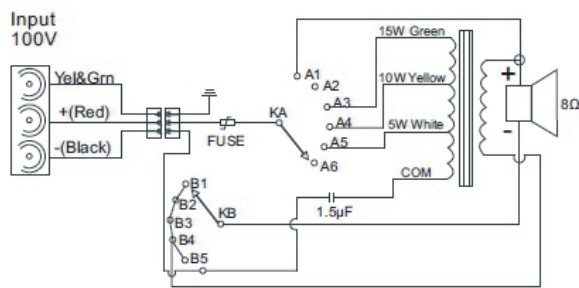 Input
100V
Yel&Grn
+(Red)
-(Black)
FUSE
KA
A1
A2
A3
A4
A5
A6
15W Green
10W Yellow
5W White
COM
1.5µF
+
-
8Ω
B1
B2
B3
B4
B5
KB